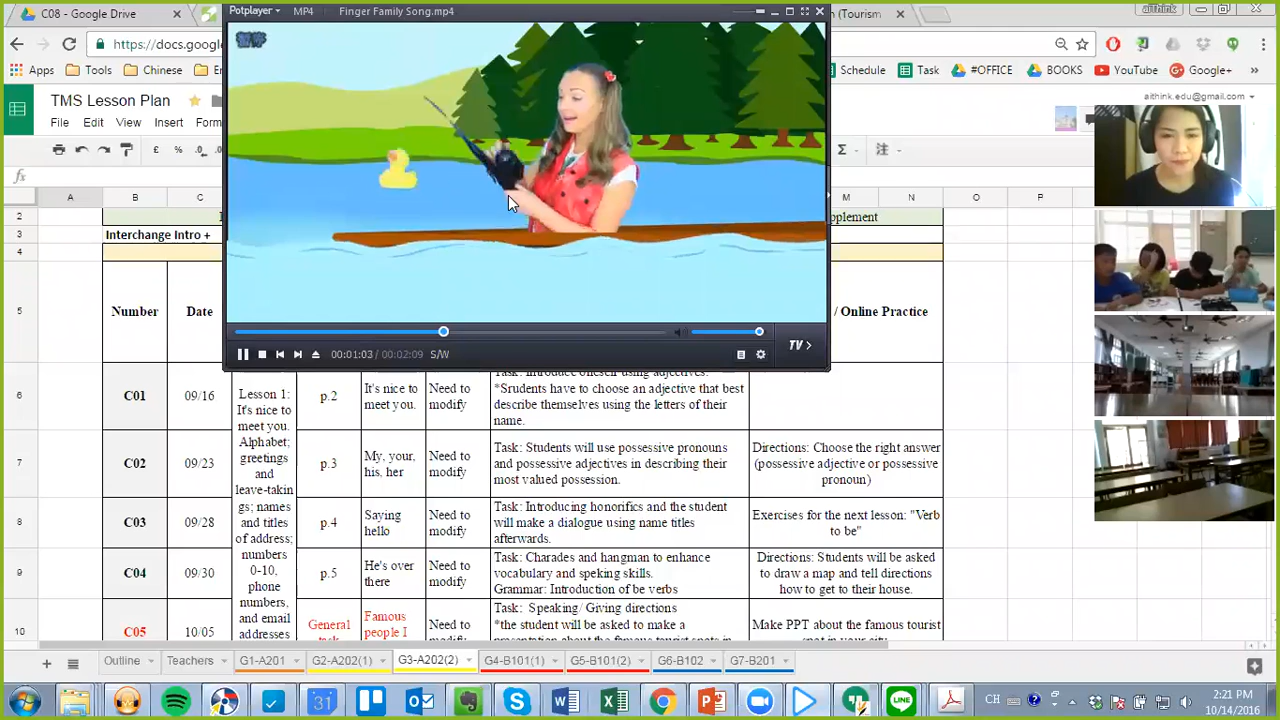 C08 - Google Drive
Potplayer
MP4
Finger Family Song.mp4
(Tourism
aiThink
https://docs.goog
Apps
Tools
Chinese
Schedule
Task
#OFFICE
BOOKS
YouTube
Google+
TMS Lesson Plan
aithink.edu@gmail.com
File Edit View Insert
£ % .0
fx
A B C M N O P
2
3
4
5
6
7
8
9
10
Interchange Intro +
Number
Date
/ Online Practice
00:01:03 / 00:02:09 S/W
TV >
C01
09/16
p.2
It's nice to meet you.
Need to modify
*Srudents have to choose an adjective that best
describe themselves using the letters of their
name.
Lesson 1:
It's nice to
meet you.
Alphabet;
greetings
and
leave-takin
gs; names
and titles
of address;
numbers
0-10,
phone
numbers,
and email
addresses
C02
09/23
p.3
My, your, his, her
Need to modify
Task: Students will use possessive pronouns
and possessive adjectives in describing their
most valued possession.
Directions: Choose the right answer
(possessive adjective or possessive
pronoun)
C03
09/28
p.4
Saying hello
Need to modify
Task: Introducing honorifics and the student
will make a dialogue using name titles
afterwards.
Exercises for the next lesson: "Verb
to be"
C04
09/30
p.5
He's over there
Need to modify
Task: Charades and hangman to enhance
vocabulary and speking skills.
Grammar: Introduction of be verbs
Directions: Students will be asked
to draw a map and tell directions
how to get to their house.
C05
10/05
General
Famous
people I
Need to
Task: Speaking/ Giving directions
*the student will be asked to make a
Make PPT about the famous tourist
Outline Teachers G1-A201 G2-A202(1) G3-A202(2) G4-B101(1) G5-B101(2) G6-B102 G7-B201
CH
2:21 PM
10/14/2016